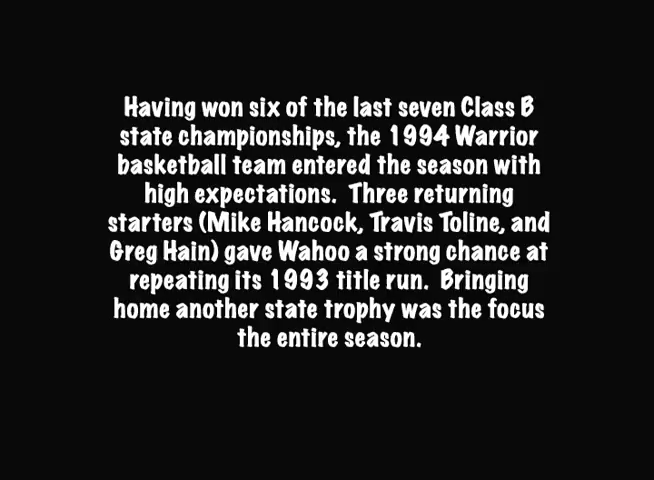 Having won six of the last seven Class B
state championships, the 1994 Warrior
basketball team entered the season with
high expectations.  Three returning
starters (Mike Hancock, Travis Toline, and
Greg Hain) gave Wahoo a strong chance at
repeating its 1993 title run.  Bringing
home another state trophy was the focus
the entire season.